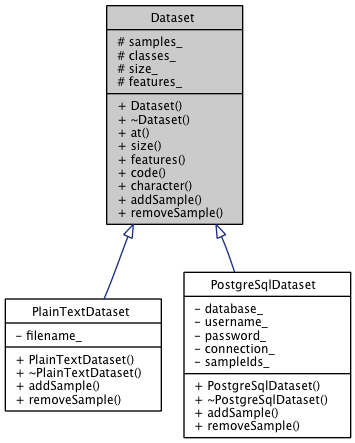 Dataset
# samples_
# classes_
# size_
# features_
+ Dataset()
+ ~Dataset()
+ at()
+ size()
+ features()
+ code()
+ character()
+ addSample()
+ removeSample()
PlainTextDataset
- filename_
+ PlainTextDataset()
+ ~PlainTextDataset()
+ addSample()
+ removeSample()
PostgreSqlDataset
- database_
- username_
- password_
- connection_
- sampleIds_
+ PostgreSqlDataset()
+ ~PostgreSqlDataset()
+ addSample()
+ removeSample()